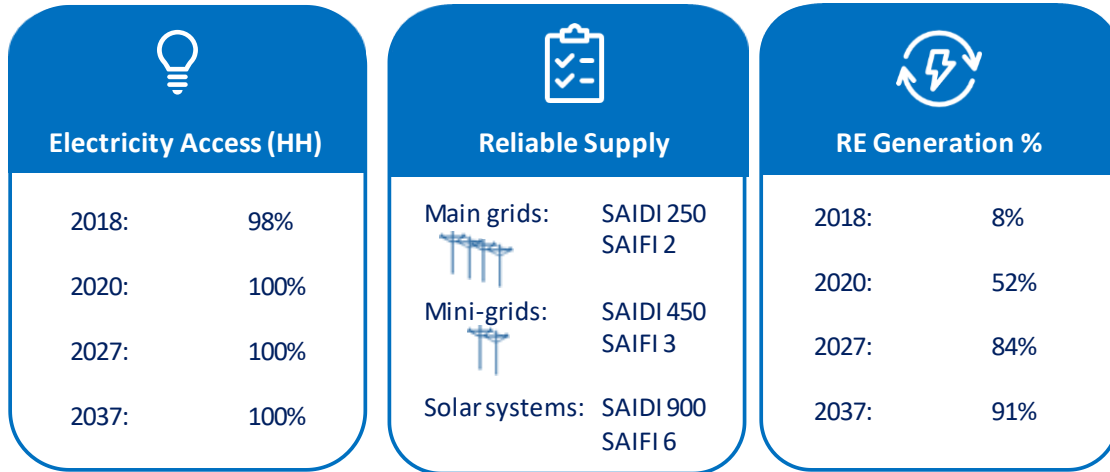 Electricity Access (HH)
2018: 98%
2020: 100%
2027: 100%
2037: 100%
Reliable Supply
Main grids: SAIDI 250
SAIFI 2
Mini-grids: SAIDI 450
SAIFI 3
Solar systems: SAIDI 900
SAIFI 6
RE Generation %
2018: 8%
2020: 52%
2027: 84%
2037: 91%